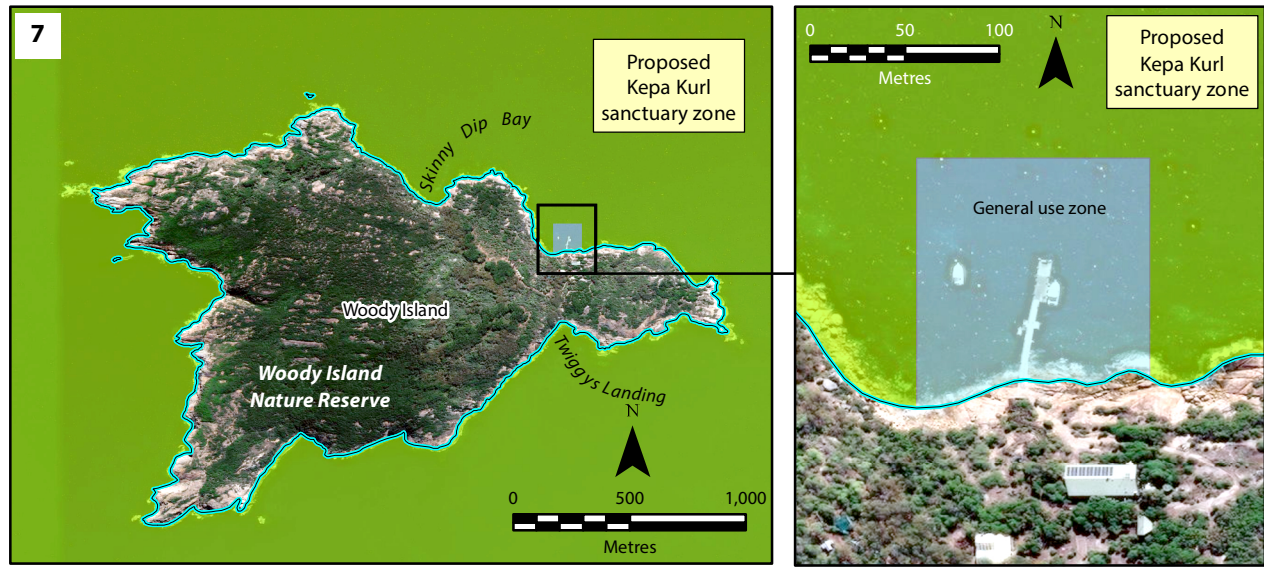 7
Proposed
Kepa Kurl
sanctuary zone
Skinny Dip Bay
Woody Island
Woody Island
Nature Reserve
Twiggys Landing
N
0 500 1,000
Metres
0 50 100
Metres
N
Proposed
Kepa Kurl
sanctuary zone
General use zone